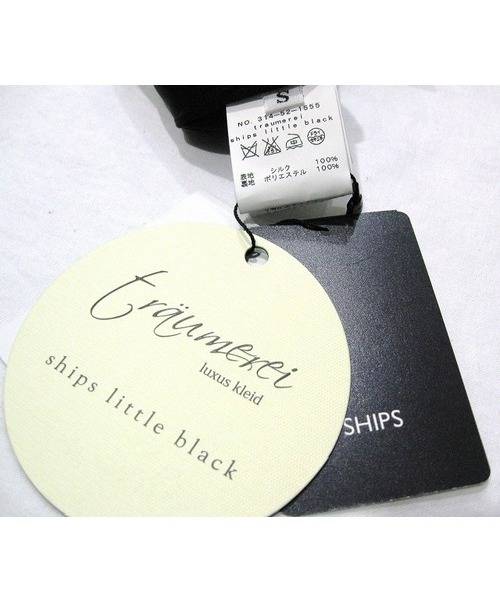 S
NO. 314-52-1555
traumerei
ships little black
表地 シルク 100%
裏地 ポリエステル 100%
träumerei
luxus kleid
ships little black
SHIPS